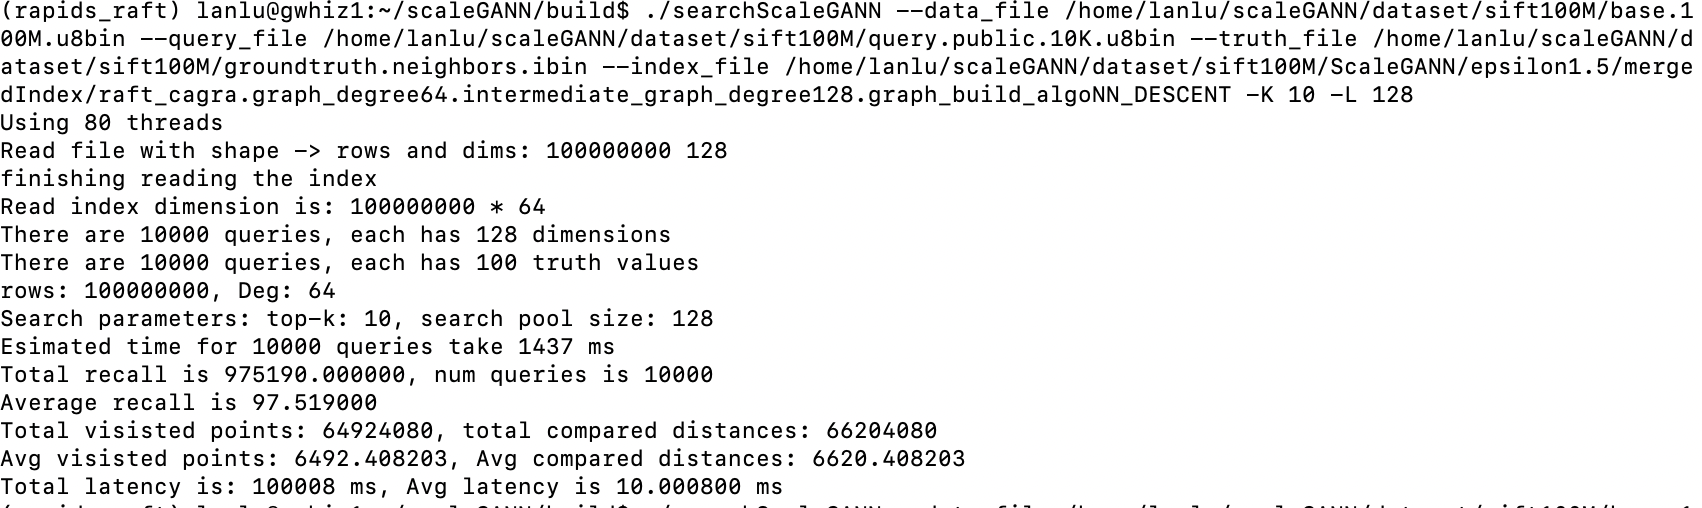 (rapids_raft) lanlu@gwhiz1:~/scaleGANN/build$ ./searchScaleGANN --data_file /home/lanlu/scaleGANN/dataset/sift100M/base.1
00M.u8bin --query_file /home/lanlu/scaleGANN/dataset/sift100M/query.public.10K.u8bin --truth_file /home/lanlu/scaleGANN/d
ataset/sift100M/groundtruth.neighbors.ibin --index_file /home/lanlu/scaleGANN/dataset/sift100M/ScaleGANN/epsilon1.5/merge
dIndex/raft_cagra.graph_degree64.intermediate_graph_degree128.graph_build_algoNN_DESCENT -K 10 -L 128
Using 80 threads
Read file with shape -> rows and dims: 100000000 128
finishing reading the index
Read index dimension is: 100000000 * 64
There are 10000 queries, each has 128 dimensions
There are 10000 queries, each has 100 truth values
rows: 100000000, Deg: 64
Search parameters: top-k: 10, search pool size: 128
Esimated time for 10000 queries take 1437 ms
Total recall is 975190.000000, num queries is 10000
Average recall is 97.519000
Total visisted points: 64924080, total compared distances: 66204080
Avg visisted points: 6492.408203, Avg compared distances: 6620.408203
Total latency is: 100008 ms, Avg latency is 10.000800 ms